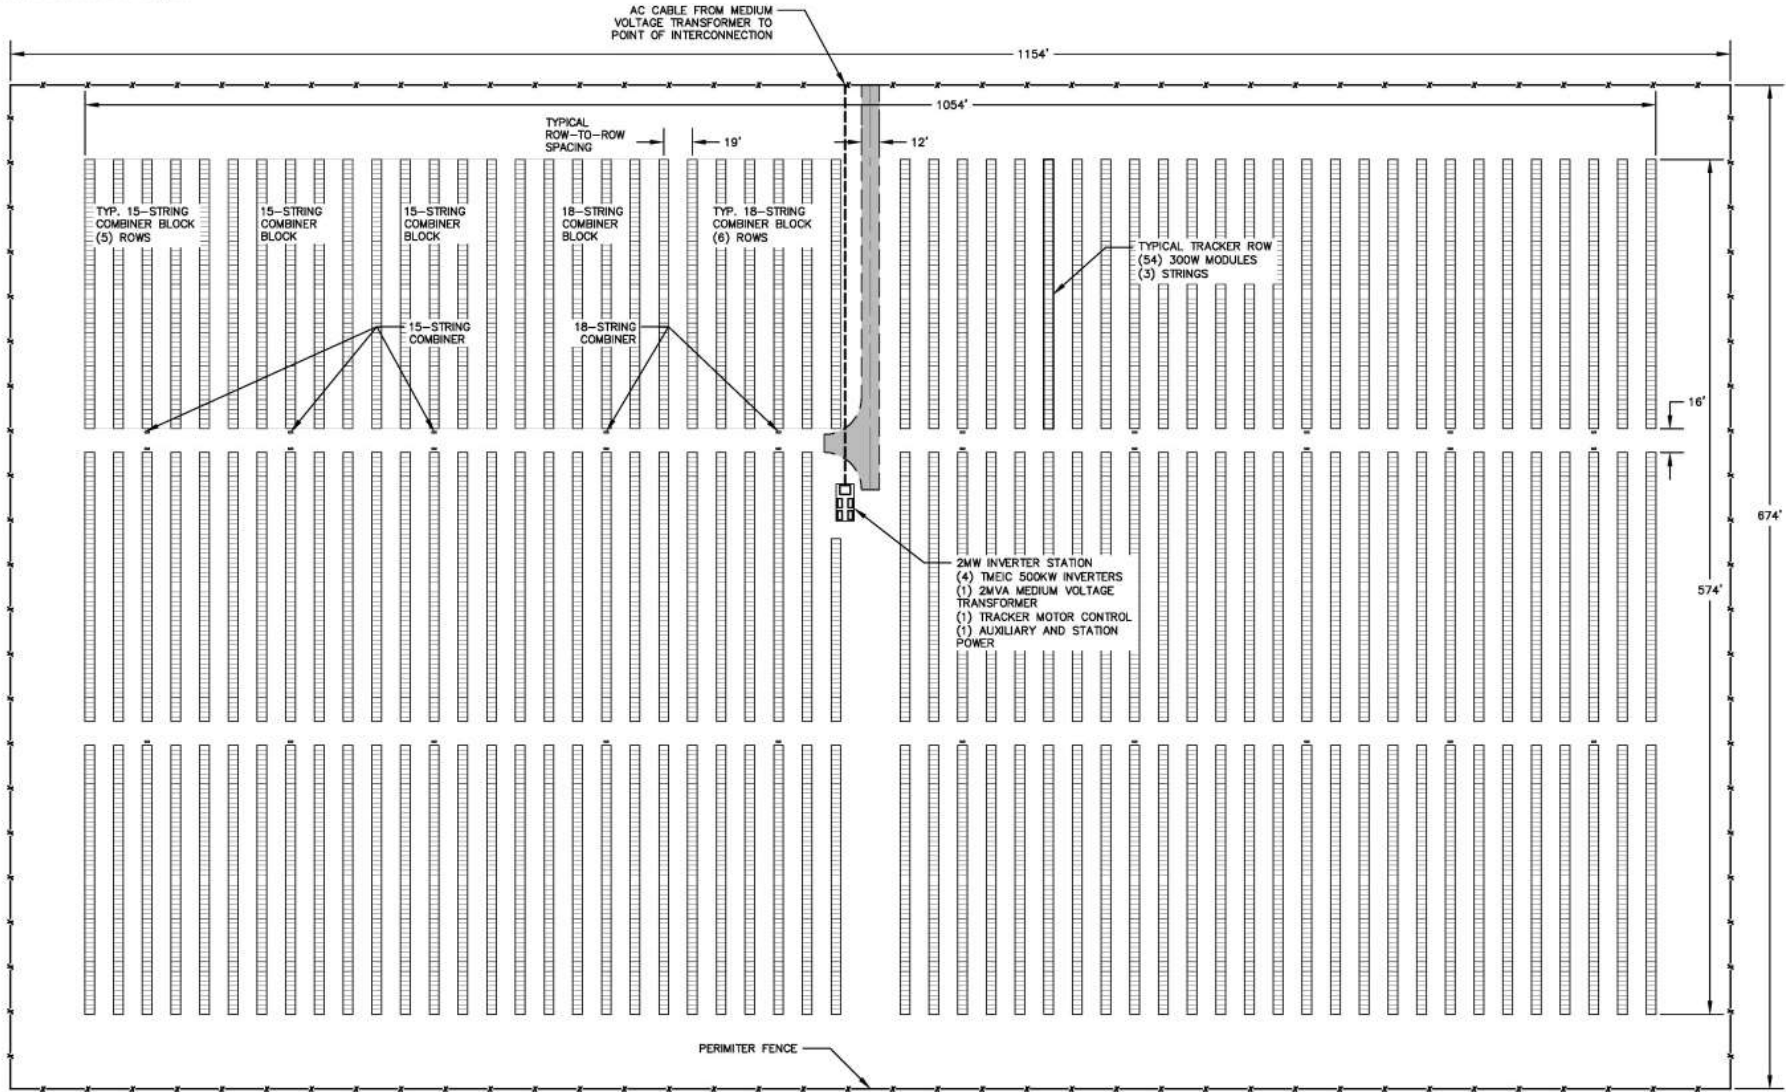 AC CABLE FROM MEDIUM
VOLTAGE TRANSFORMER TO
POINT OF INTERCONNECTION
1154'
1054'
TYPICAL
ROW-TO-ROW
SPACING
19'
12'
TYP. 15-STRING
COMBINER BLOCK
(5) ROWS
15-STRING
COMBINER
BLOCK
15-STRING
COMBINER
BLOCK
18-STRING
COMBINER
BLOCK
TYP. 18-STRING
COMBINER BLOCK
(6) ROWS
TYPICAL TRACKER ROW
(54) 300W MODULES
(3) STRINGS
15-STRING
COMBINER
18-STRING
COMBINER
16'
674'
2MW INVERTER STATION
(4) TMEIC 500KW INVERTERS
(1) 2MVA MEDIUM VOLTAGE
TRANSFORMER
(1) TRACKER MOTOR CONTROL
(1) AUXILIARY AND STATION
POWER
574'
PERIMITER FENCE